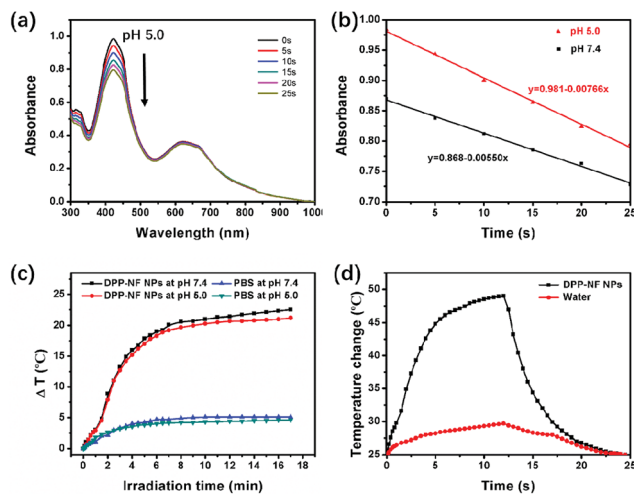 (a)
pH 5.0
0s
5s
10s
15s
20s
25s
Absorbance
1.0
0.8
0.6
0.4
0.2
0.0
300 400 500 600 700 800 900 1000
Wavelength (nm)
(b)
pH 5.0
pH 7.4
y=0.981-0.00766x
y=0.868-0.00550x
Absorbance
1.00
0.95
0.90
0.85
0.80
0.75
0.70
0 5 10 15 20 25
Time (s)
(c)
DPP-NF NPs at pH 7.4 PBS at pH 7.4
DPP-NF NPs at pH 5.0 PBS at pH 5.0
Δ T (℃)
25
20
15
10
5
0
0 2 4 6 8 10 12 14 16 18
Irradiation time (min)
(d)
DPP-NF NPs
Water
Temperature change (℃)
50
40
30
25
0 5 10 15 20 25
Time (s)